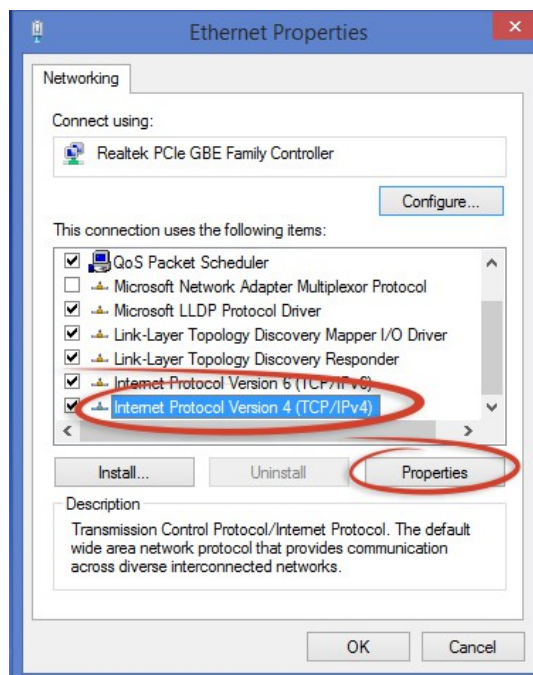 Ethernet Properties
Networking
Connect using:
Realtek PCIe GBE Family Controller
Configure...
This connection uses the following items:
QoS Packet Scheduler
Microsoft Network Adapter Multiplexor Protocol
Microsoft LLDP Protocol Driver
Link-Layer Topology Discovery Mapper I/O Driver
Link-Layer Topology Discovery Responder
Internet Protocol Version 6 (TCP/IPv6)
Internet Protocol Version 4 (TCP/IPv4)
Install... Uninstall Properties
Description
Transmission Control Protocol/Internet Protocol. The default
wide area network protocol that provides communication
across diverse interconnected networks.
OK Cancel